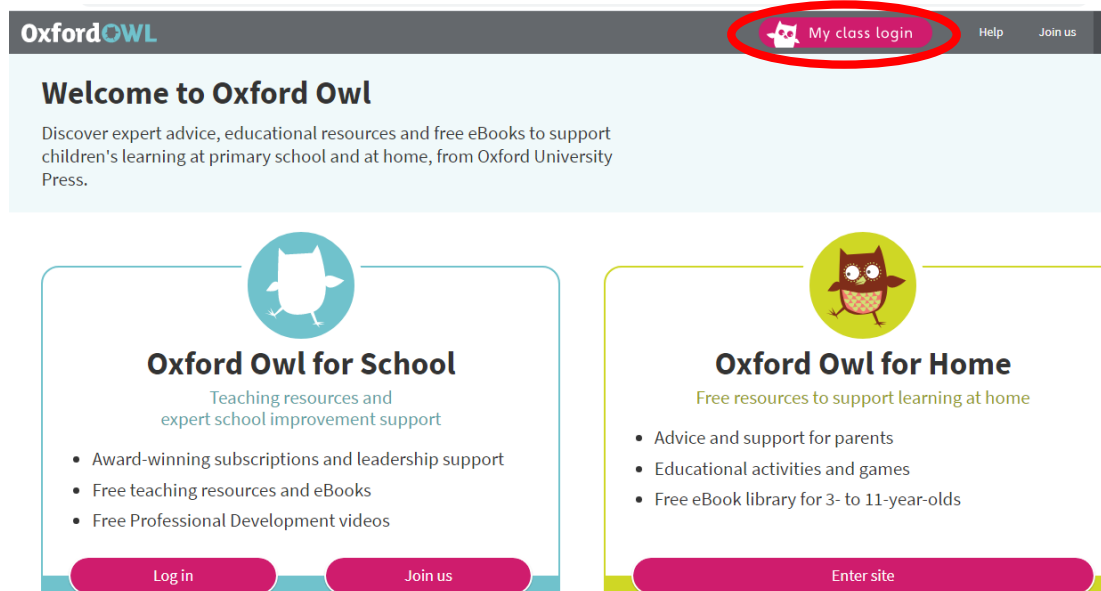 OxfordOWL
My class login
Help
Join us
Welcome to Oxford Owl
Discover expert advice, educational resources and free eBooks to support
children's learning at primary school and at home, from Oxford University
Press.
Oxford Owl for School
Teaching resources and
expert school improvement support
• Award-winning subscriptions and leadership support
• Free teaching resources and eBooks
• Free Professional Development videos
Log in
Join us
Oxford Owl for Home
Free resources to support learning at home
• Advice and support for parents
• Educational activities and games
• Free eBook library for 3- to 11-year-olds
Enter site